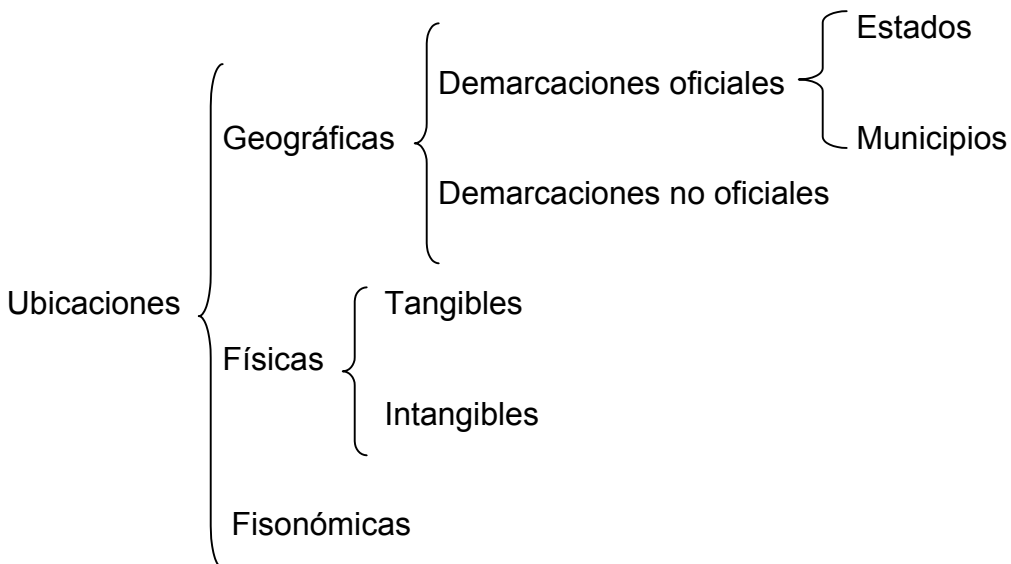 Estados
Demarcaciones oficiales
Geográficas
Municipios
Demarcaciones no oficiales
Ubicaciones
Tangibles
Físicas
Intangibles
Fisonómicas